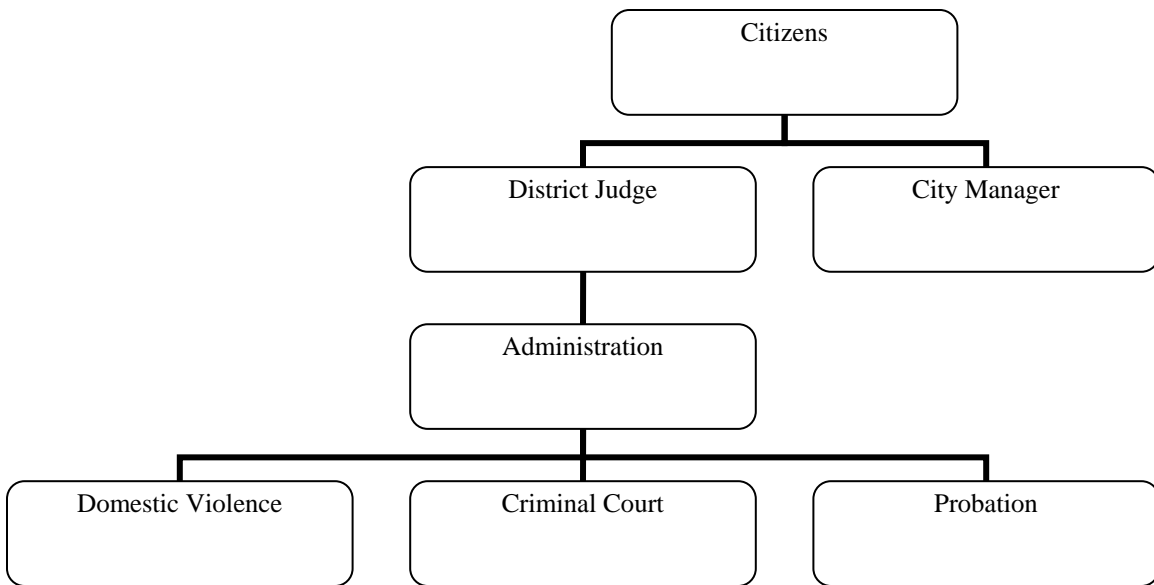 Citizens
District Judge
City Manager
Administration
Domestic Violence
Criminal Court
Probation